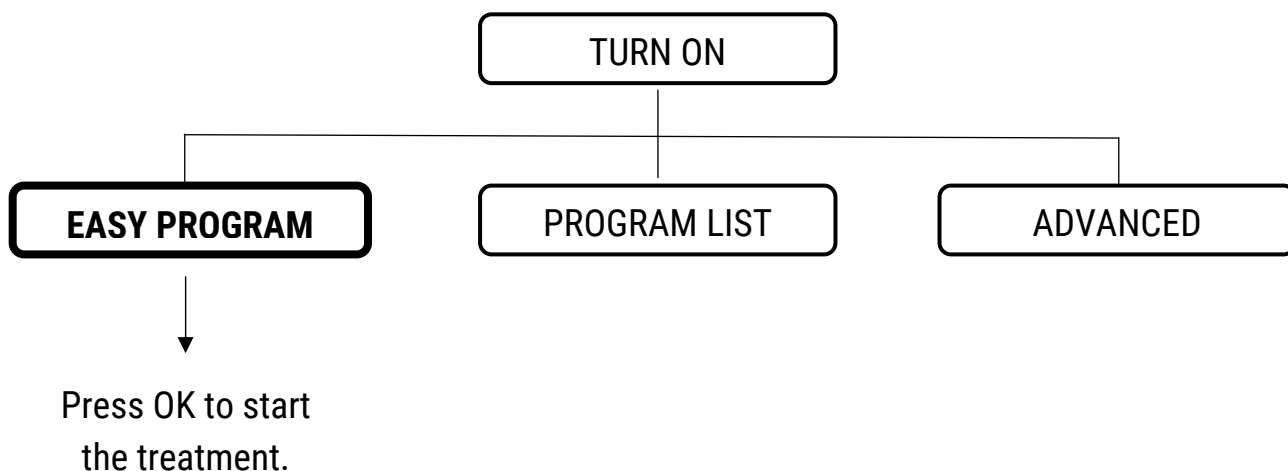 TURN ON
EASY PROGRAM
PROGRAM LIST
ADVANCED
Press OK to start
the treatment.